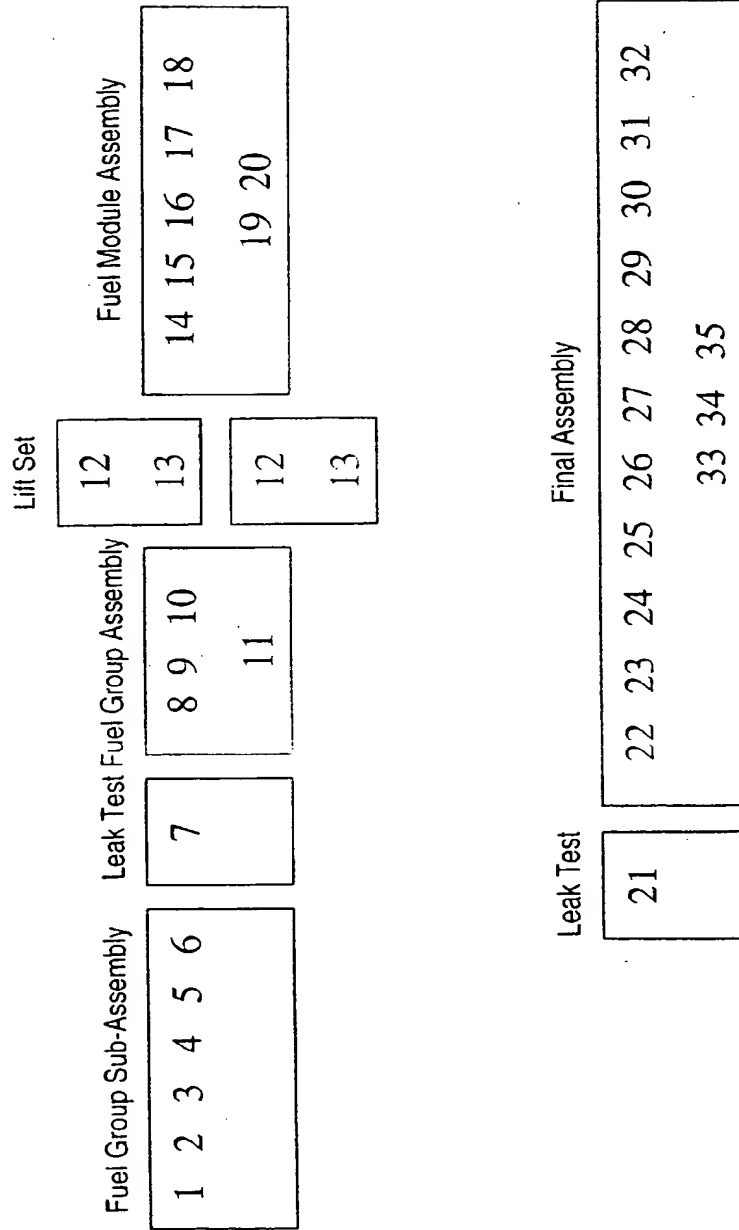 Fuel Group Sub-Assembly
1 2 3 4 5 6
Leak Test
7
Fuel Group Assembly
8 9 10
11
Lift Set
12
13
12
13
Fuel Module Assembly
14 15 16 17 18
19 20
Leak Test
21
Final Assembly
22 23 24 25 26 27 28 29 30 31 32
33 34 35